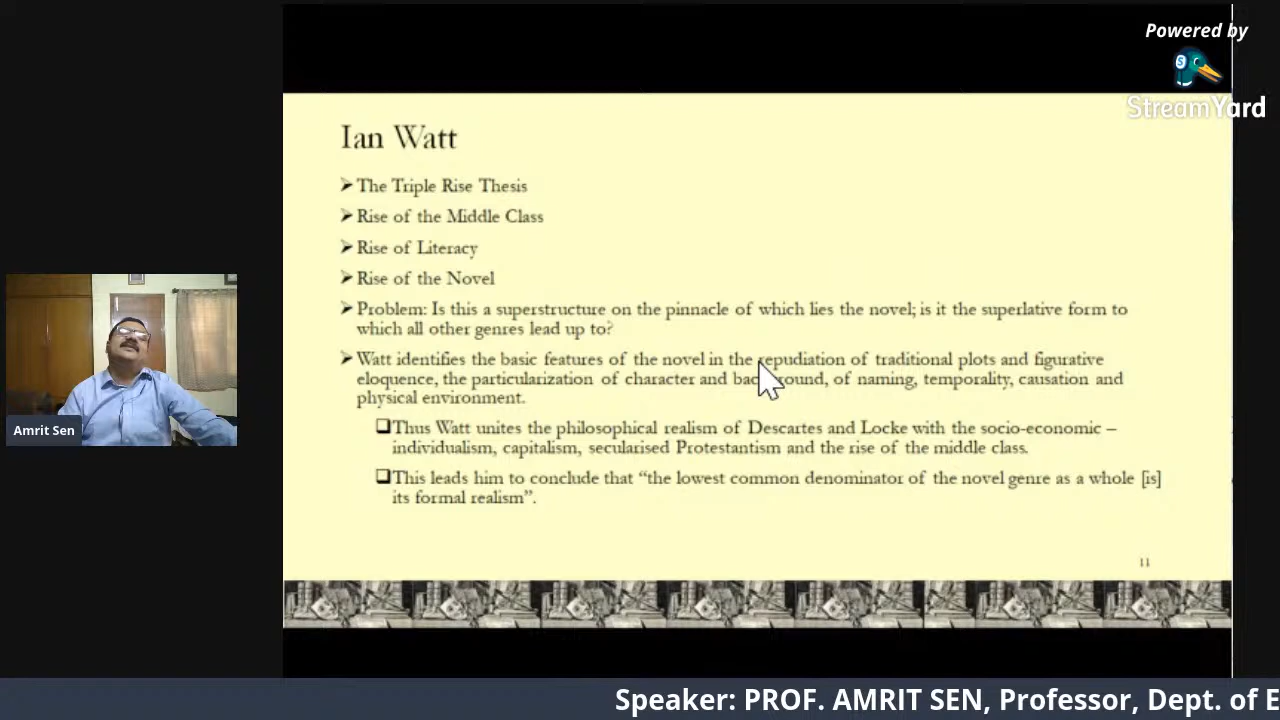 Powered by
StreamYard
Ian Watt
➤The Triple Rise Thesis
➤Rise of the Middle Class
➤Rise of Literacy
➤Rise of the Novel
➤Problem: Is this a superstructure on the pinnacle of which lies the novel; is it the superlative form to
which all other genres lead up to?
➤Watt identifies the basic features of the novel in the repudiation of traditional plots and figurative
eloquence, the particularization of character and background, of naming, temporality, causation and
physical environment.
❑Thus Watt unites the philosophical realism of Descartes and Locke with the socio-economic –
individualism, capitalism, secularised Protestantism and the rise of the middle class.
❑This leads him to conclude that “the lowest common denominator of the novel genre as a whole [is]
its formal realism”.
11
Amrit Sen
Speaker: PROF. AMRIT SEN, Professor, Dept. of E